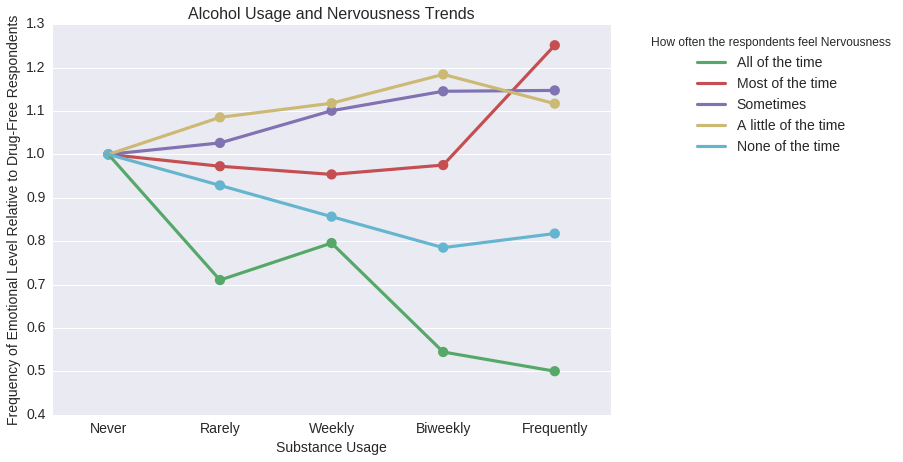 Alcohol Usage and Nervousness Trends
Frequency of Emotional Level Relative to Drug-Free Respondents
1.3
1.2
1.1
1.0
0.9
0.8
0.7
0.6
0.5
0.4
Never Rarely Weekly Biweekly Frequently
Substance Usage
How often the respondents feel Nervousness
All of the time
Most of the time
Sometimes
A little of the time
None of the time